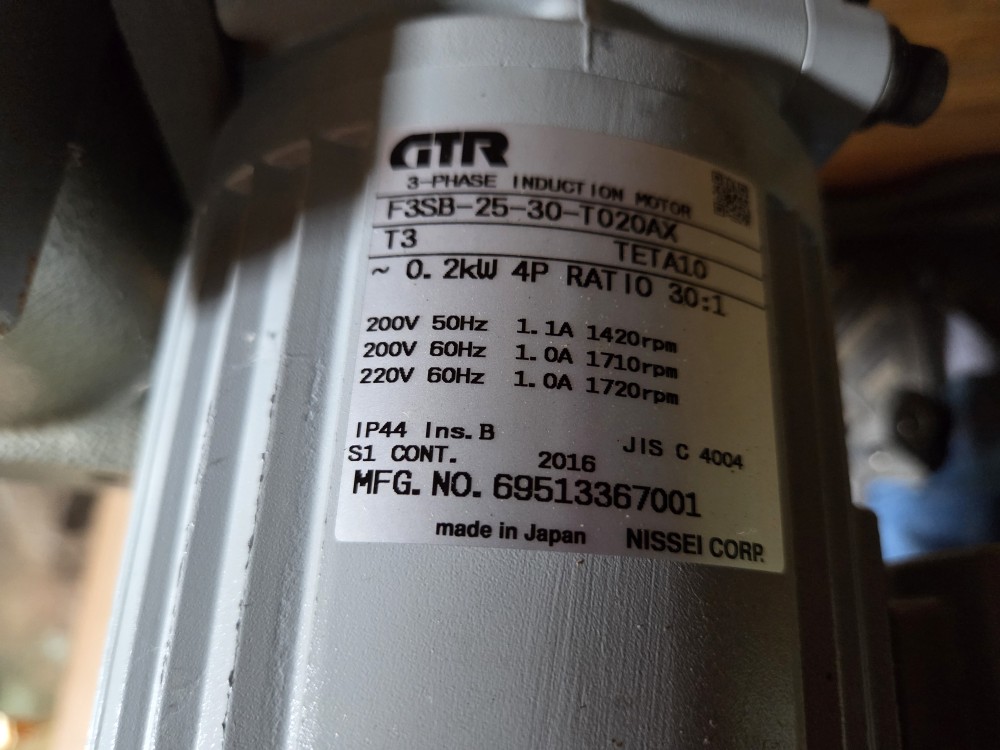 GTR
3-PHASE INDUCTION MOTOR
F3SB-25-30-T020AX
T3 TETA10
~ 0.2kW 4P RATIO 30:1
200V 50Hz 1.1A 1420rpm
200V 60Hz 1.0A 1710rpm
220V 60Hz 1.0A 1720rpm
IP44 Ins.B JIS C 4004
S1 CONT. 2016
MFG.NO.69513367001
made in Japan NISSEI CORP.